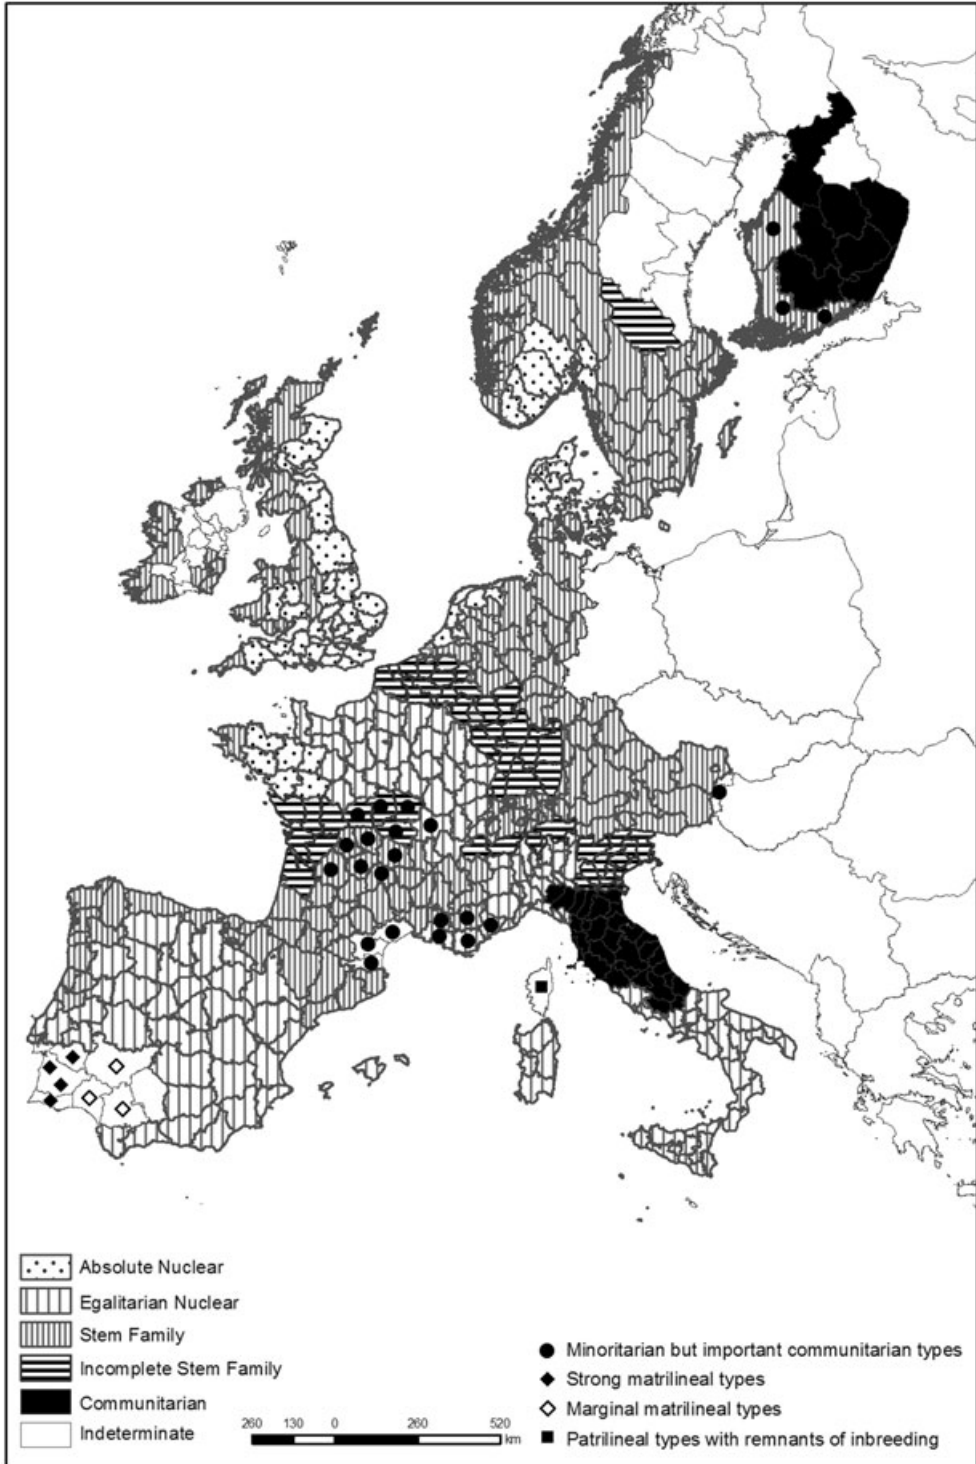 Absolute Nuclear
Egalitarian Nuclear
Stem Family
Incomplete Stem Family
Communitarian
Indeterminate
260 130 0 260 520
km
Minoritarian but important communitarian types
Strong matrilineal types
Marginal matrilineal types
Patrilineal types with remnants of inbreeding